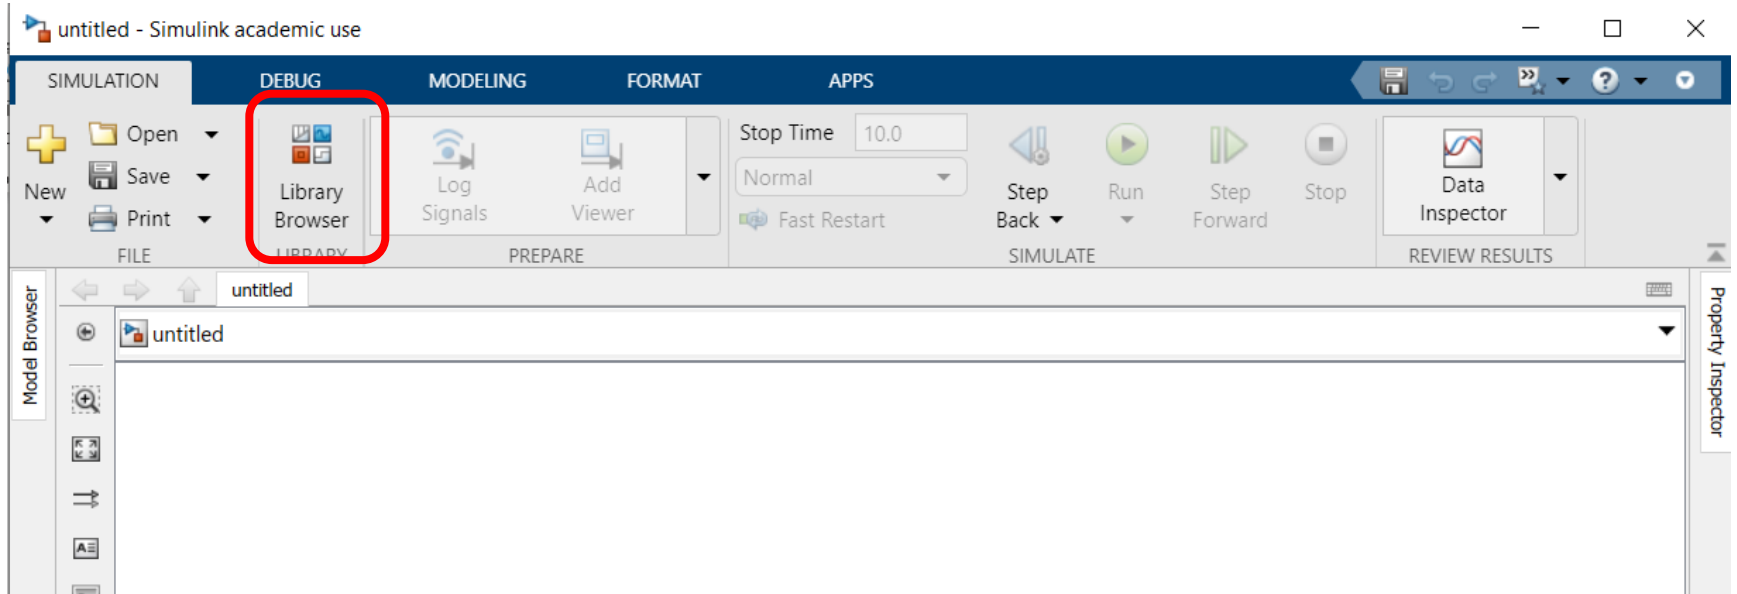 untitled - Simulink academic use
SIMULATION DEBUG MODELING FORMAT APPS
New
Open
Save
Print
FILE
Library
Browser
LIBRARY
Log
Signals
Add
Viewer
PREPARE
Stop Time 10.0
Normal
Fast Restart
Step
Back
Run
Step
Forward
Stop
SIMULATE
Data
Inspector
REVIEW RESULTS
Model Browser
untitled
untitled
Property Inspector